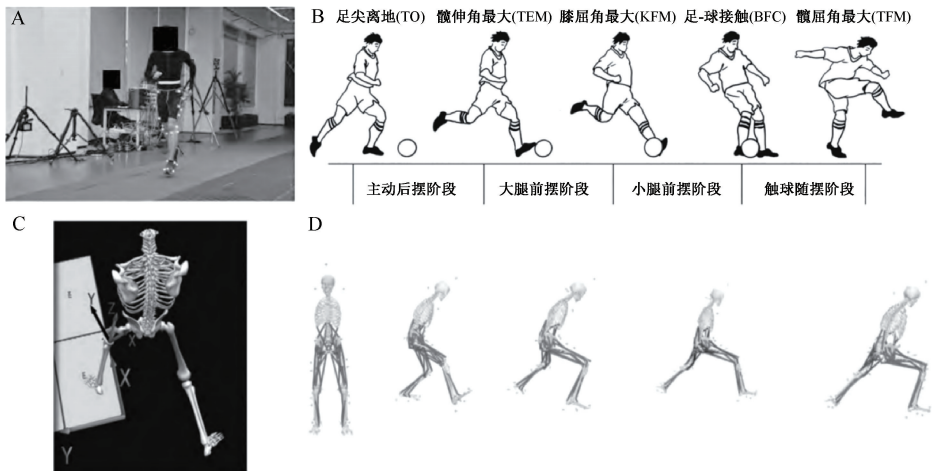 A
B
足尖离地(TO) 髋伸角最大(TEM) 膝屈角最大(KFM) 足-球接触(BFC) 髋屈角最大(TFM)
主动后摆阶段 大腿前摆阶段 小腿前摆阶段 触球随摆阶段
C
Y
Z
X
X
Y
D